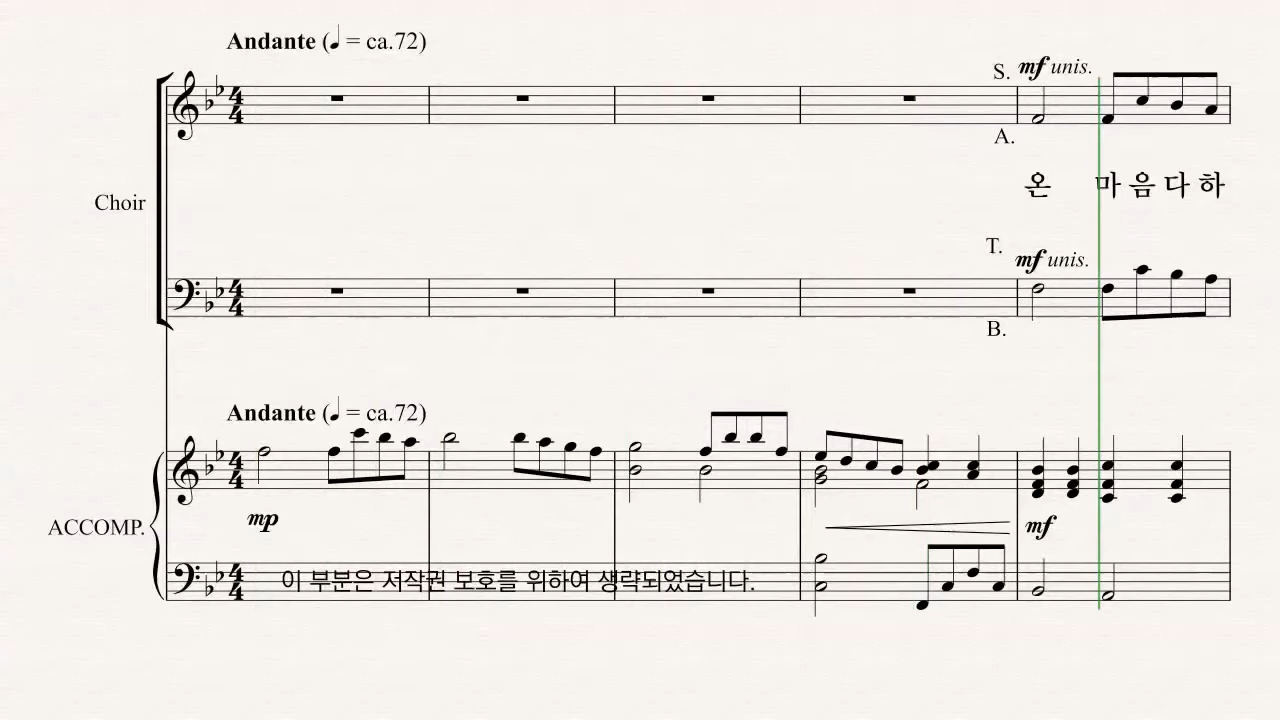 Andante (♩ = ca.72)
S. mf unis.
A.
온 마 음 다 하
Choir
T. mf unis.
B.
Andante (♩ = ca.72)
mp
mf
ACCOMP.
이 부분은 저작권 보호를 위하여 생략되었습니다.